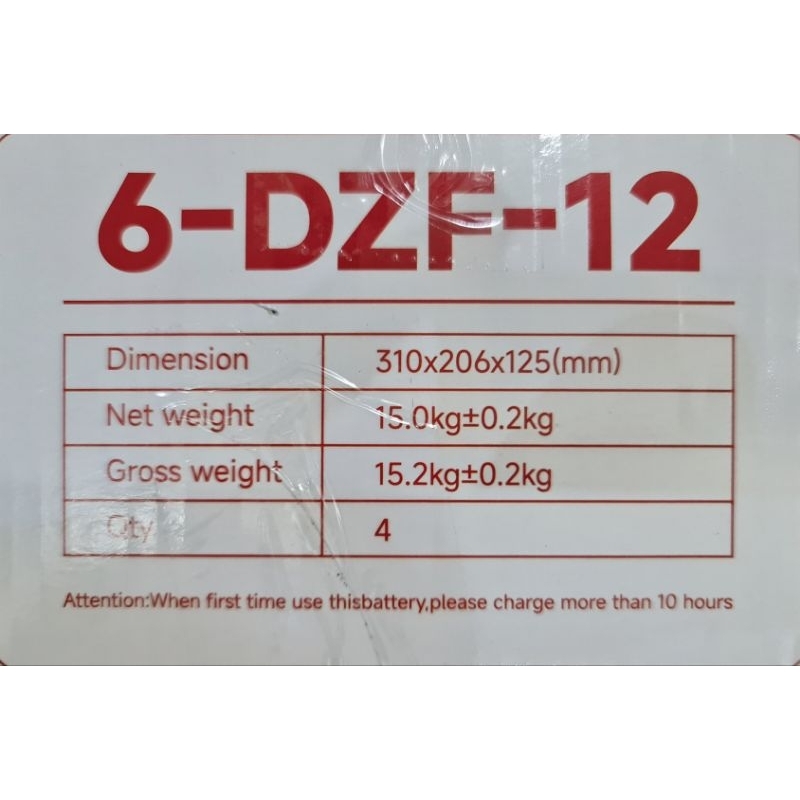 6-DZF-12
Dimension 310x206x125(mm)
Net weight 15.0kg±0.2kg
Gross weight 15.2kg±0.2kg
Qity 4
Attention:When first time use thisbattery,please charge more than 10 hours